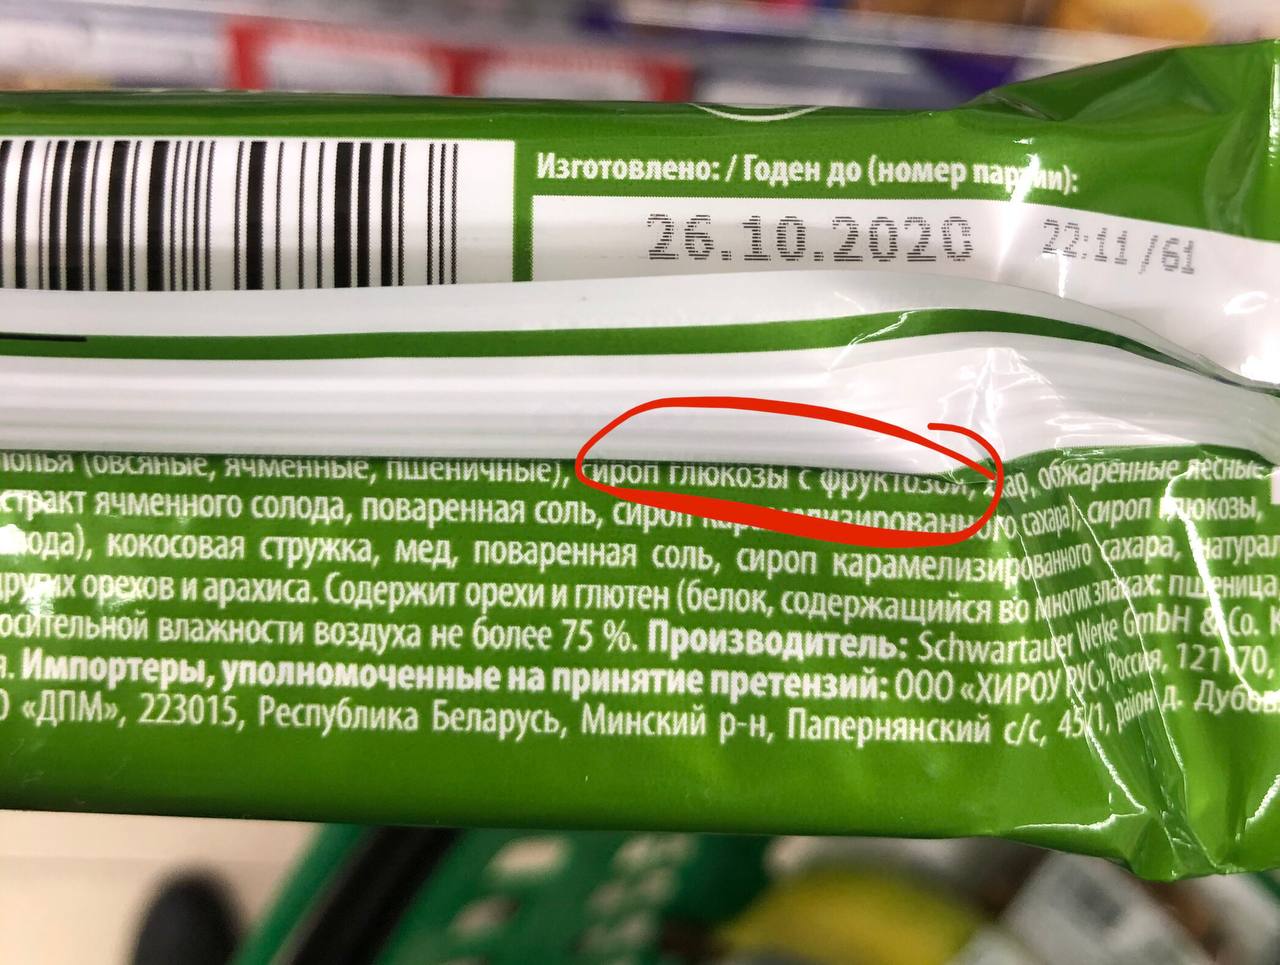 Изготовлено: / Годен до (номер партии):
26.10.2020 22:11/61
(овсяные, ячменные, пшеничные), сироп глюкозы с фруктозой, обжаренные лесные
ячменного солода, поваренная соль, сироп карамелизированного сахара), сироп глюкозы,
кокосовая стружка, мед, поваренная соль, сироп карамелизированного сахара,
других орехов и арахиса. Содержит орехи и глютен (белок, содержащийся во многих злаках: пшеница,
влажности воздуха не более 75 %. Производитель: Schwartauer Werke GmbH & Co.
Импортеры, уполномоченные на принятие претензий: ООО «ХИРОУ РУС», Россия, 121170,
«ДПМ», 223015, Республика Беларусь, Минский р-н, Папернянский с/с, 45/1, район д.